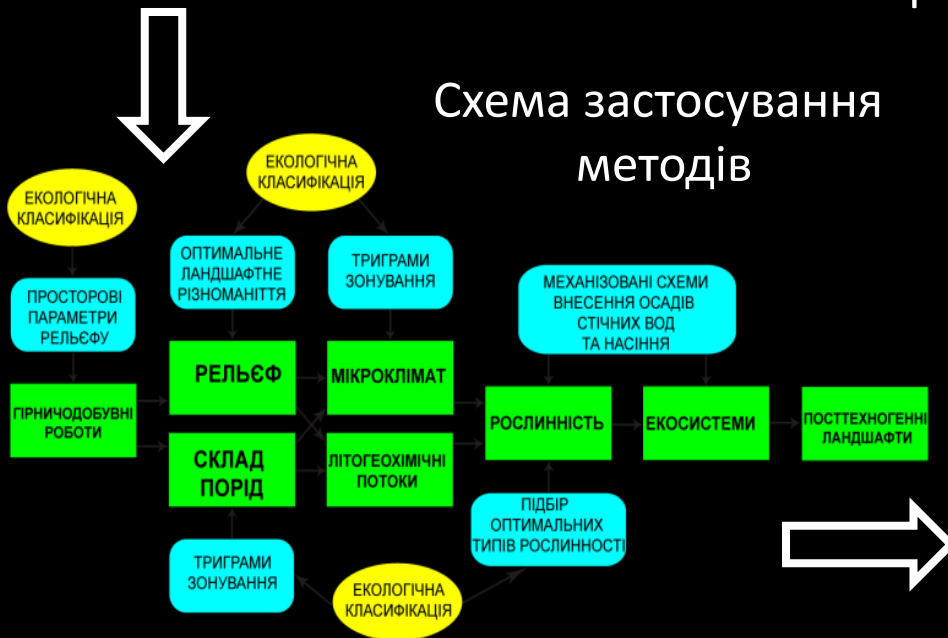 Схема застосування
методів
ЕКОЛОГІЧНА
КЛАСИФІКАЦІЯ
ЕКОЛОГІЧНА
КЛАСИФІКАЦІЯ
ОПТИМАЛЬНЕ
ЛАНДШАФТНЕ
РІЗНОМАНІТТЯ
ТРИГРАМИ
ЗОНУВАННЯ
ПРОСТОРОВІ
ПАРАМЕТРИ
РЕЛЬЄФУ
МЕХАНІЗОВАНІ СХЕМИ
ВНЕСЕННЯ ОСАДІВ
СТІЧНИХ ВОД
ТА НАСІННЯ
ГІРНИЧОДОБУВНІ
РОБОТИ
РЕЛЬЄФ
МІКРОКЛІМАТ
СКЛАД
ПОРІД
ЛІТОГЕОХІМІЧНІ
ПОТОКИ
РОСЛИННІСТЬ
ЕКОСИСТЕМИ
ПОСТТЕХНОГЕННІ
ЛАНДШАФТИ
ТРИГРАМИ
ЗОНУВАННЯ
ЕКОЛОГІЧНА
КЛАСИФІКАЦІЯ
ПІДБІР
ОПТИМАЛЬНИХ
ТИПІВ РОСЛИННОСТІ